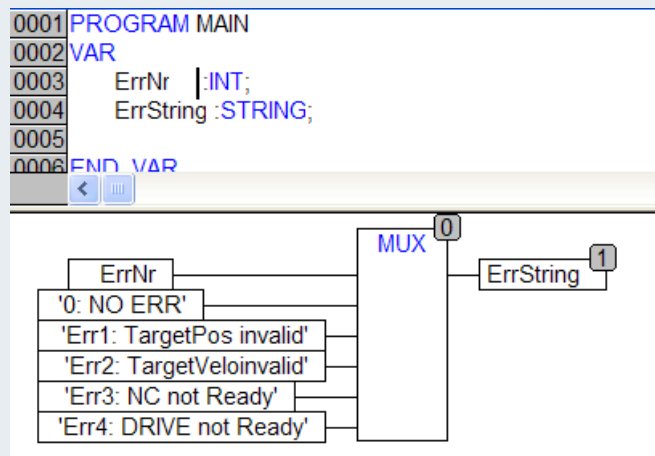 0001 PROGRAM MAIN
0002 VAR
0003 ErrNr :INT;
0004 ErrString :STRING;
0005
0006 END_VAR
0
MUX
1
ErrNr
ErrString
'0: NO ERR'
'Err1: TargetPos invalid'
'Err2: TargetVeloinvalid'
'Err3: NC not Ready'
'Err4: DRIVE not Ready'